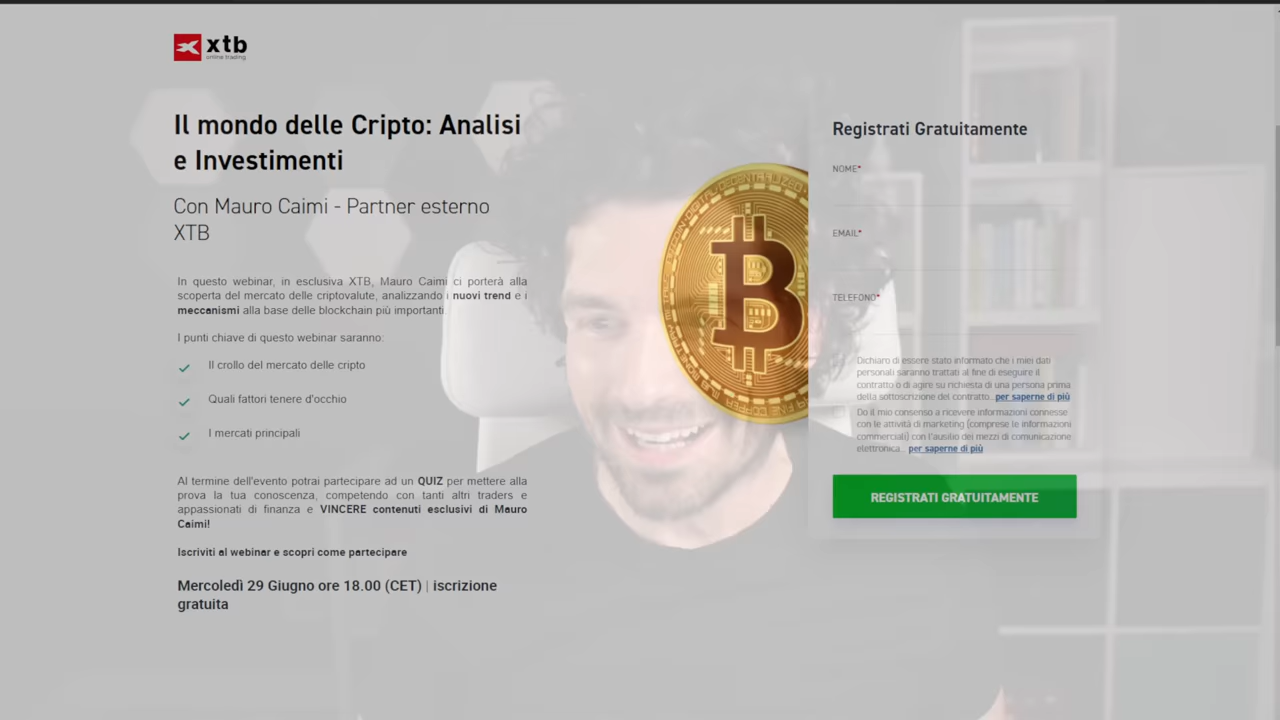 xtb
online trading
Il mondo delle Cripto: Analisi
e Investimenti
Con Mauro Caimi - Partner esterno
XTB
In questo webinar, in esclusiva XTB, Mauro Caimi ci porterà alla
scoperta del mercato delle criptovalute, analizzando i nuovi trend e i
meccanismi alla base delle blockchain più importanti.
I punti chiave di questo webinar saranno:
Il crollo del mercato delle cripto
Quali fattori tenere d'occhio
I mercati principali
Al termine dell'evento potrai partecipare ad un QUIZ per mettere alla
prova la tua conoscenza, competendo con tanti altri traders e
appassionati di finanza e VINCERE contenuti esclusivi di Mauro
Caimi!
Iscriviti al webinar e scopri come partecipare
Mercoledì 29 Giugno ore 18.00 (CET) | iscrizione
gratuita
Registrati Gratuitamente
NOME*
EMAIL*
TELEFONO*
Dichiaro di essere stato informato che i miei dati
personali saranno trattati al fine di eseguire il
contratto o di agire su richiesta di una persona prima
della sottoscrizione del contratto... per saperne di più
Do il mio consenso a ricevere informazioni connesse
con le attività di marketing (comprese le informazioni
commerciali) con l'ausilio dei mezzi di comunicazione
elettronica... per saperne di più
REGISTRATI GRATUITAMENTE